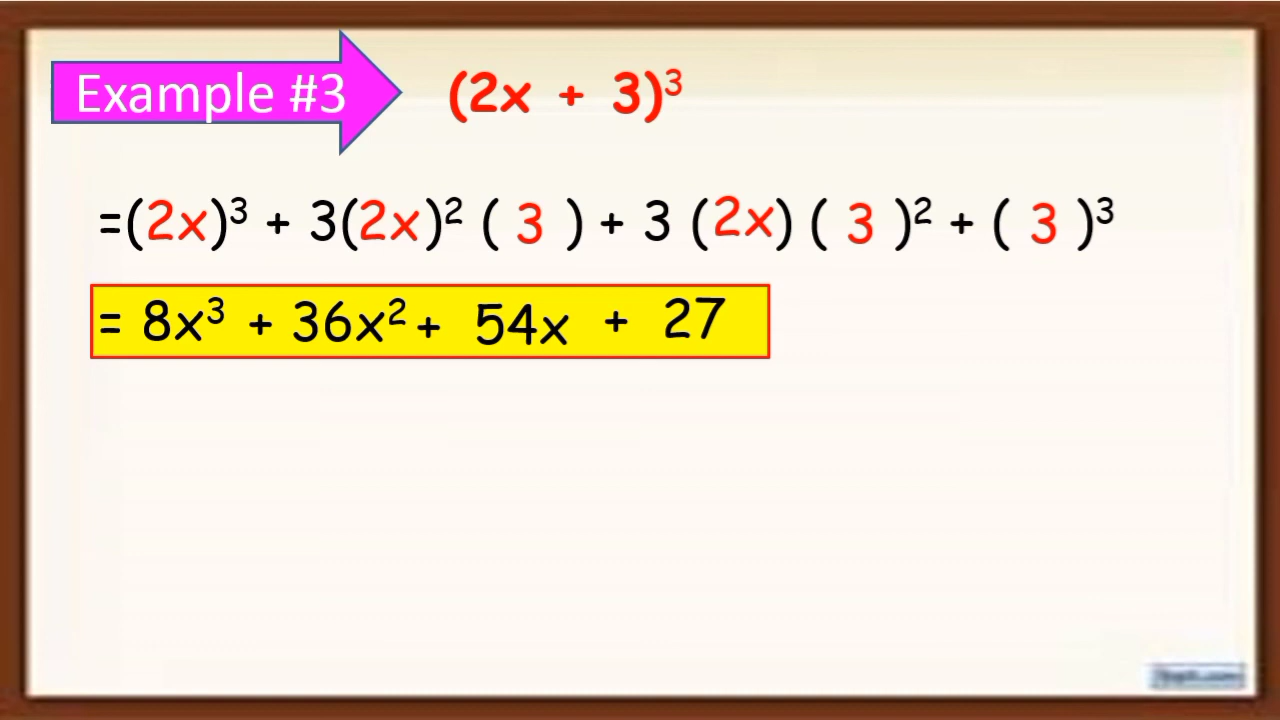 Example #3 (2x + 3)³
=(2x)³ + 3(2x)² ( 3 ) + 3 (2x) ( 3 )² + ( 3 )³
= 8x³ + 36x² + 54x + 27